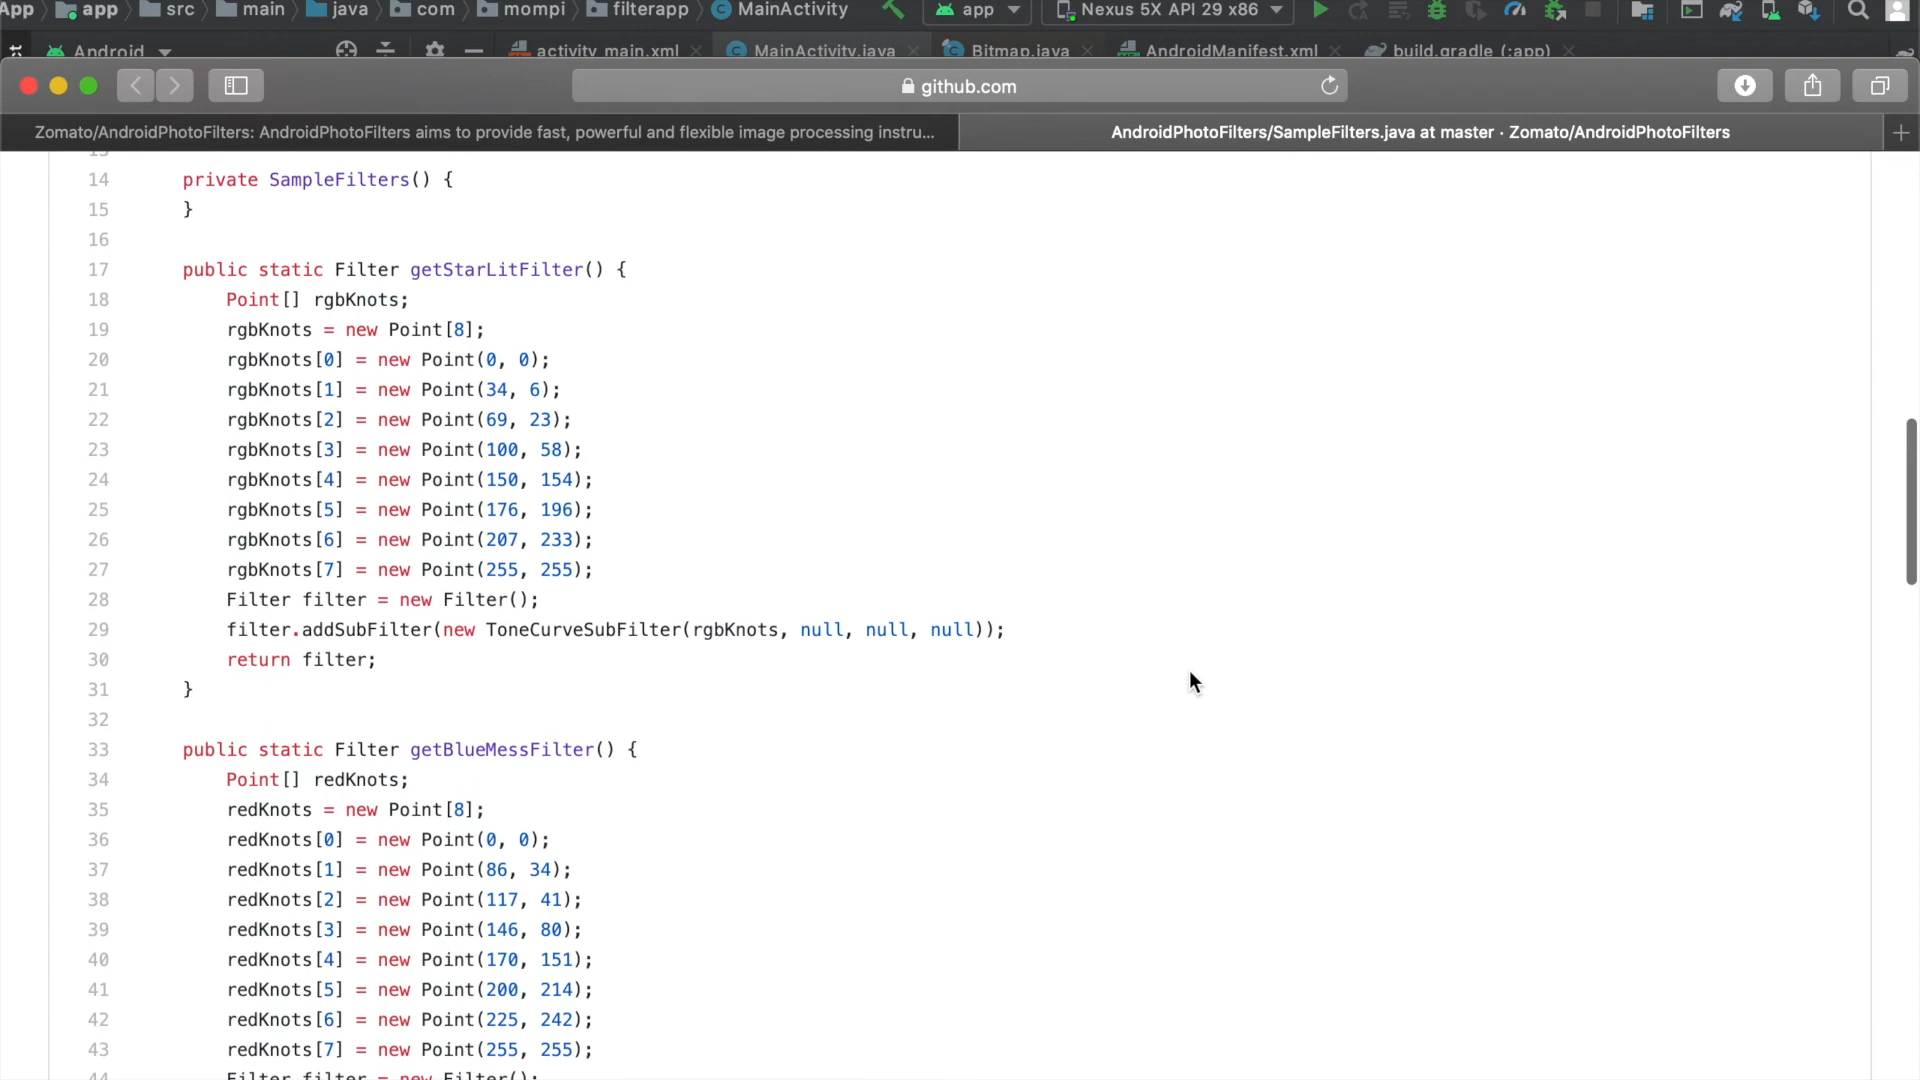 App app src main java com mompi filterapp MainActivity app Nexus 5X API 29 x86
Android activity_main.xml MainActivity.java Bitmap.java AndroidManifest.xml build.gradle (:app)
github.com
Zomato/AndroidPhotoFilters: AndroidPhotoFilters aims to provide fast, powerful and flexible image processing instru...
AndroidPhotoFilters/SampleFilters.java at master · Zomato/AndroidPhotoFilters
13
14 private SampleFilters() {
15 }
16
17 public static Filter getStarLitFilter() {
18 Point[] rgbKnots;
19 rgbKnots = new Point[8];
20 rgbKnots[0] = new Point(0, 0);
21 rgbKnots[1] = new Point(34, 6);
22 rgbKnots[2] = new Point(69, 23);
23 rgbKnots[3] = new Point(100, 58);
24 rgbKnots[4] = new Point(150, 154);
25 rgbKnots[5] = new Point(176, 196);
26 rgbKnots[6] = new Point(207, 233);
27 rgbKnots[7] = new Point(255, 255);
28 Filter filter = new Filter();
29 filter.addSubFilter(new ToneCurveSubFilter(rgbKnots, null, null, null));
30 return filter;
31 }
32
33 public static Filter getBlueMessFilter() {
34 Point[] redKnots;
35 redKnots = new Point[8];
36 redKnots[0] = new Point(0, 0);
37 redKnots[1] = new Point(86, 34);
38 redKnots[2] = new Point(117, 41);
39 redKnots[3] = new Point(146, 80);
40 redKnots[4] = new Point(170, 151);
41 redKnots[5] = new Point(200, 214);
42 redKnots[6] = new Point(225, 242);
43 redKnots[7] = new Point(255, 255);
44 Filter filter = new Filter();